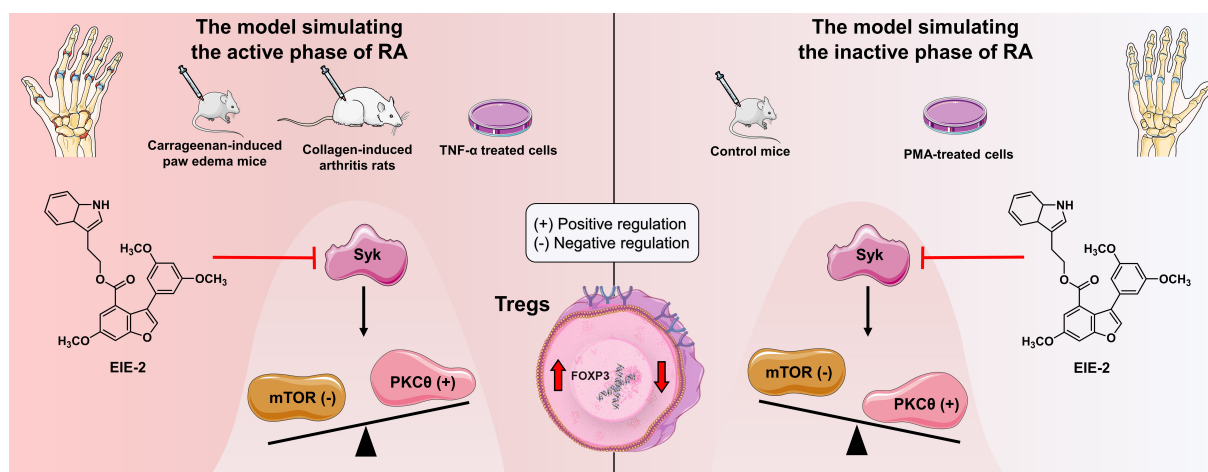 The model simulating
the active phase of RA
Carrageenan-induced
paw edema mice
Collagen-induced
arthritis rats
TNF-α treated cells
NH
H₃CO
OCH₃
O
O
H₃CO
O
EIE-2
Syk
mTOR (-)
PKCθ (+)
(+) Positive regulation
(-) Negative regulation
Tregs
FOXP3
The model simulating
the inactive phase of RA
Control mice
PMA-treated cells
Syk
mTOR (-)
PKCθ (+)
NH
H₃CO
OCH₃
O
O
H₃CO
O
EIE-2